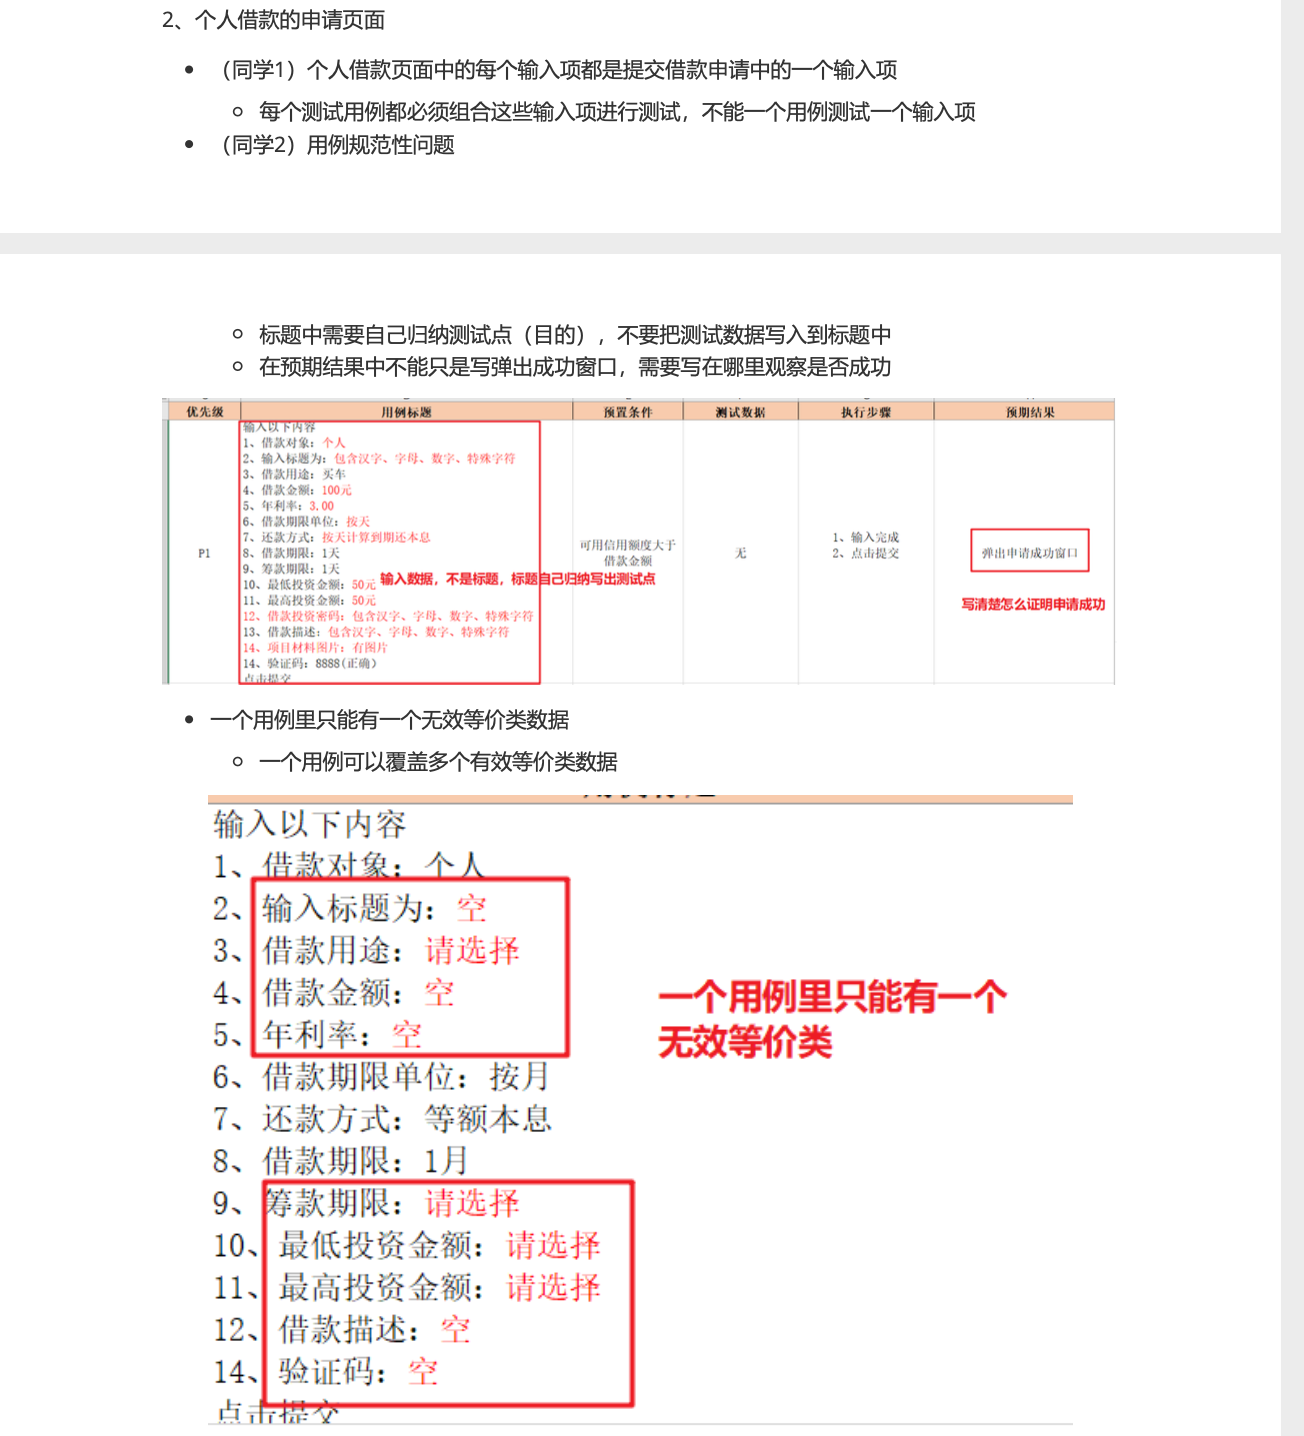 2、个人借款的申请页面
（同学1）个人借款页面中的每个输入项都是提交借款申请中的一个输入项
每个测试用例都必须组合这些输入项进行测试，不能一个用例测试一个输入项
（同学2）用例规范性问题
标题中需要自己归纳测试点（目的），不要把测试数据写入到标题中
在预期结果中不能只是写弹出成功窗口，需要写在哪里观察是否成功
优先级 用例标题 预置条件 测试数据 执行步骤 预期结果
输入以下内容
1、借款对象：个人
2、输入标题为：包含汉字、字母、数字、特殊字符
3、借款用途：买车
4、借款金额：100元
5、年利率：3.00
6、借款期限单位：按天
7、还款方式：按天计算到期还本息
8、借款期限：1天
9、筹款期限：1天
10、最低投资金额：50元
11、最高投资金额：50元
12、借款投资密码：包含汉字、字母、数字、特殊字符
13、借款描述：包含汉字、字母、数字、特殊字符
14、项目材料图片：有图片
14、验证码：8888(正确)
点击提交
P1
输入数据，不是标题，标题自己归纳写出测试点
可用信用额度大于
借款金额
无
1、输入完成
2、点击提交
弹出申请成功窗口
写清楚怎么证明申请成功
一个用例里只能有一个无效等价类数据
一个用例可以覆盖多个有效等价类数据
输入以下内容
1、借款对象：个人
2、输入标题为：空
3、借款用途：请选择
4、借款金额：空
5、年利率：空
6、借款期限单位：按月
7、还款方式：等额本息
8、借款期限：1月
9、筹款期限：请选择
10、最低投资金额：请选择
11、最高投资金额：请选择
12、借款描述：空
14、验证码：空
点击提交
一个用例里只能有一个
无效等价类